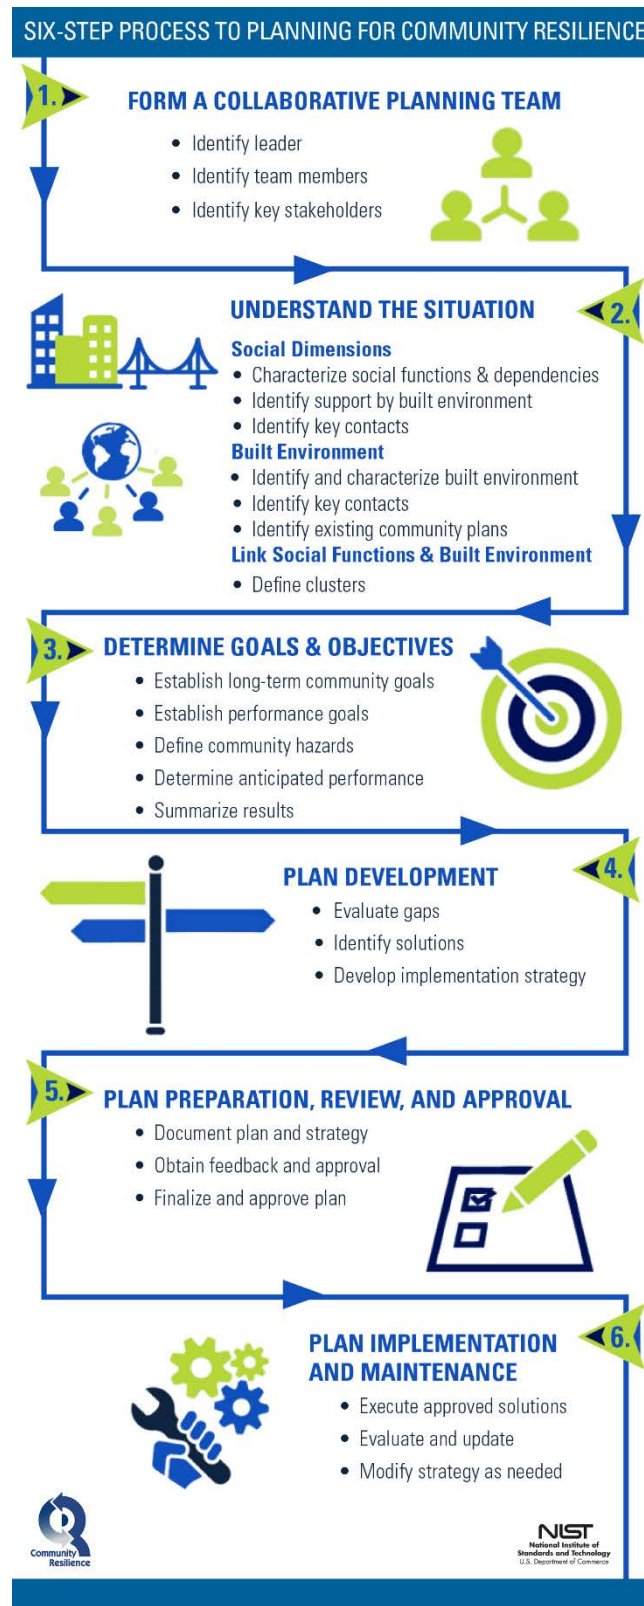 SIX-STEP PROCESS TO PLANNING FOR COMMUNITY RESILIENCE
1.
FORM A COLLABORATIVE PLANNING TEAM
• Identify leader
• Identify team members
• Identify key stakeholders
UNDERSTAND THE SITUATION
2.
Social Dimensions
• Characterize social functions & dependencies
• Identify support by built environment
• Identify key contacts
Built Environment
• Identify and characterize built environment
• Identify key contacts
• Identify existing community plans
Link Social Functions & Built Environment
• Define clusters
3.
DETERMINE GOALS & OBJECTIVES
• Establish long-term community goals
• Establish performance goals
• Define community hazards
• Determine anticipated performance
• Summarize results
PLAN DEVELOPMENT
4.
• Evaluate gaps
• Identify solutions
• Develop implementation strategy
5.
PLAN PREPARATION, REVIEW, AND APPROVAL
• Document plan and strategy
• Obtain feedback and approval
• Finalize and approve plan
PLAN IMPLEMENTATION
AND MAINTENANCE
6.
• Execute approved solutions
• Evaluate and update
• Modify strategy as needed
Community
Resilience
NIST
National Institute of
Standards and Technology
U.S. Department of Commerce